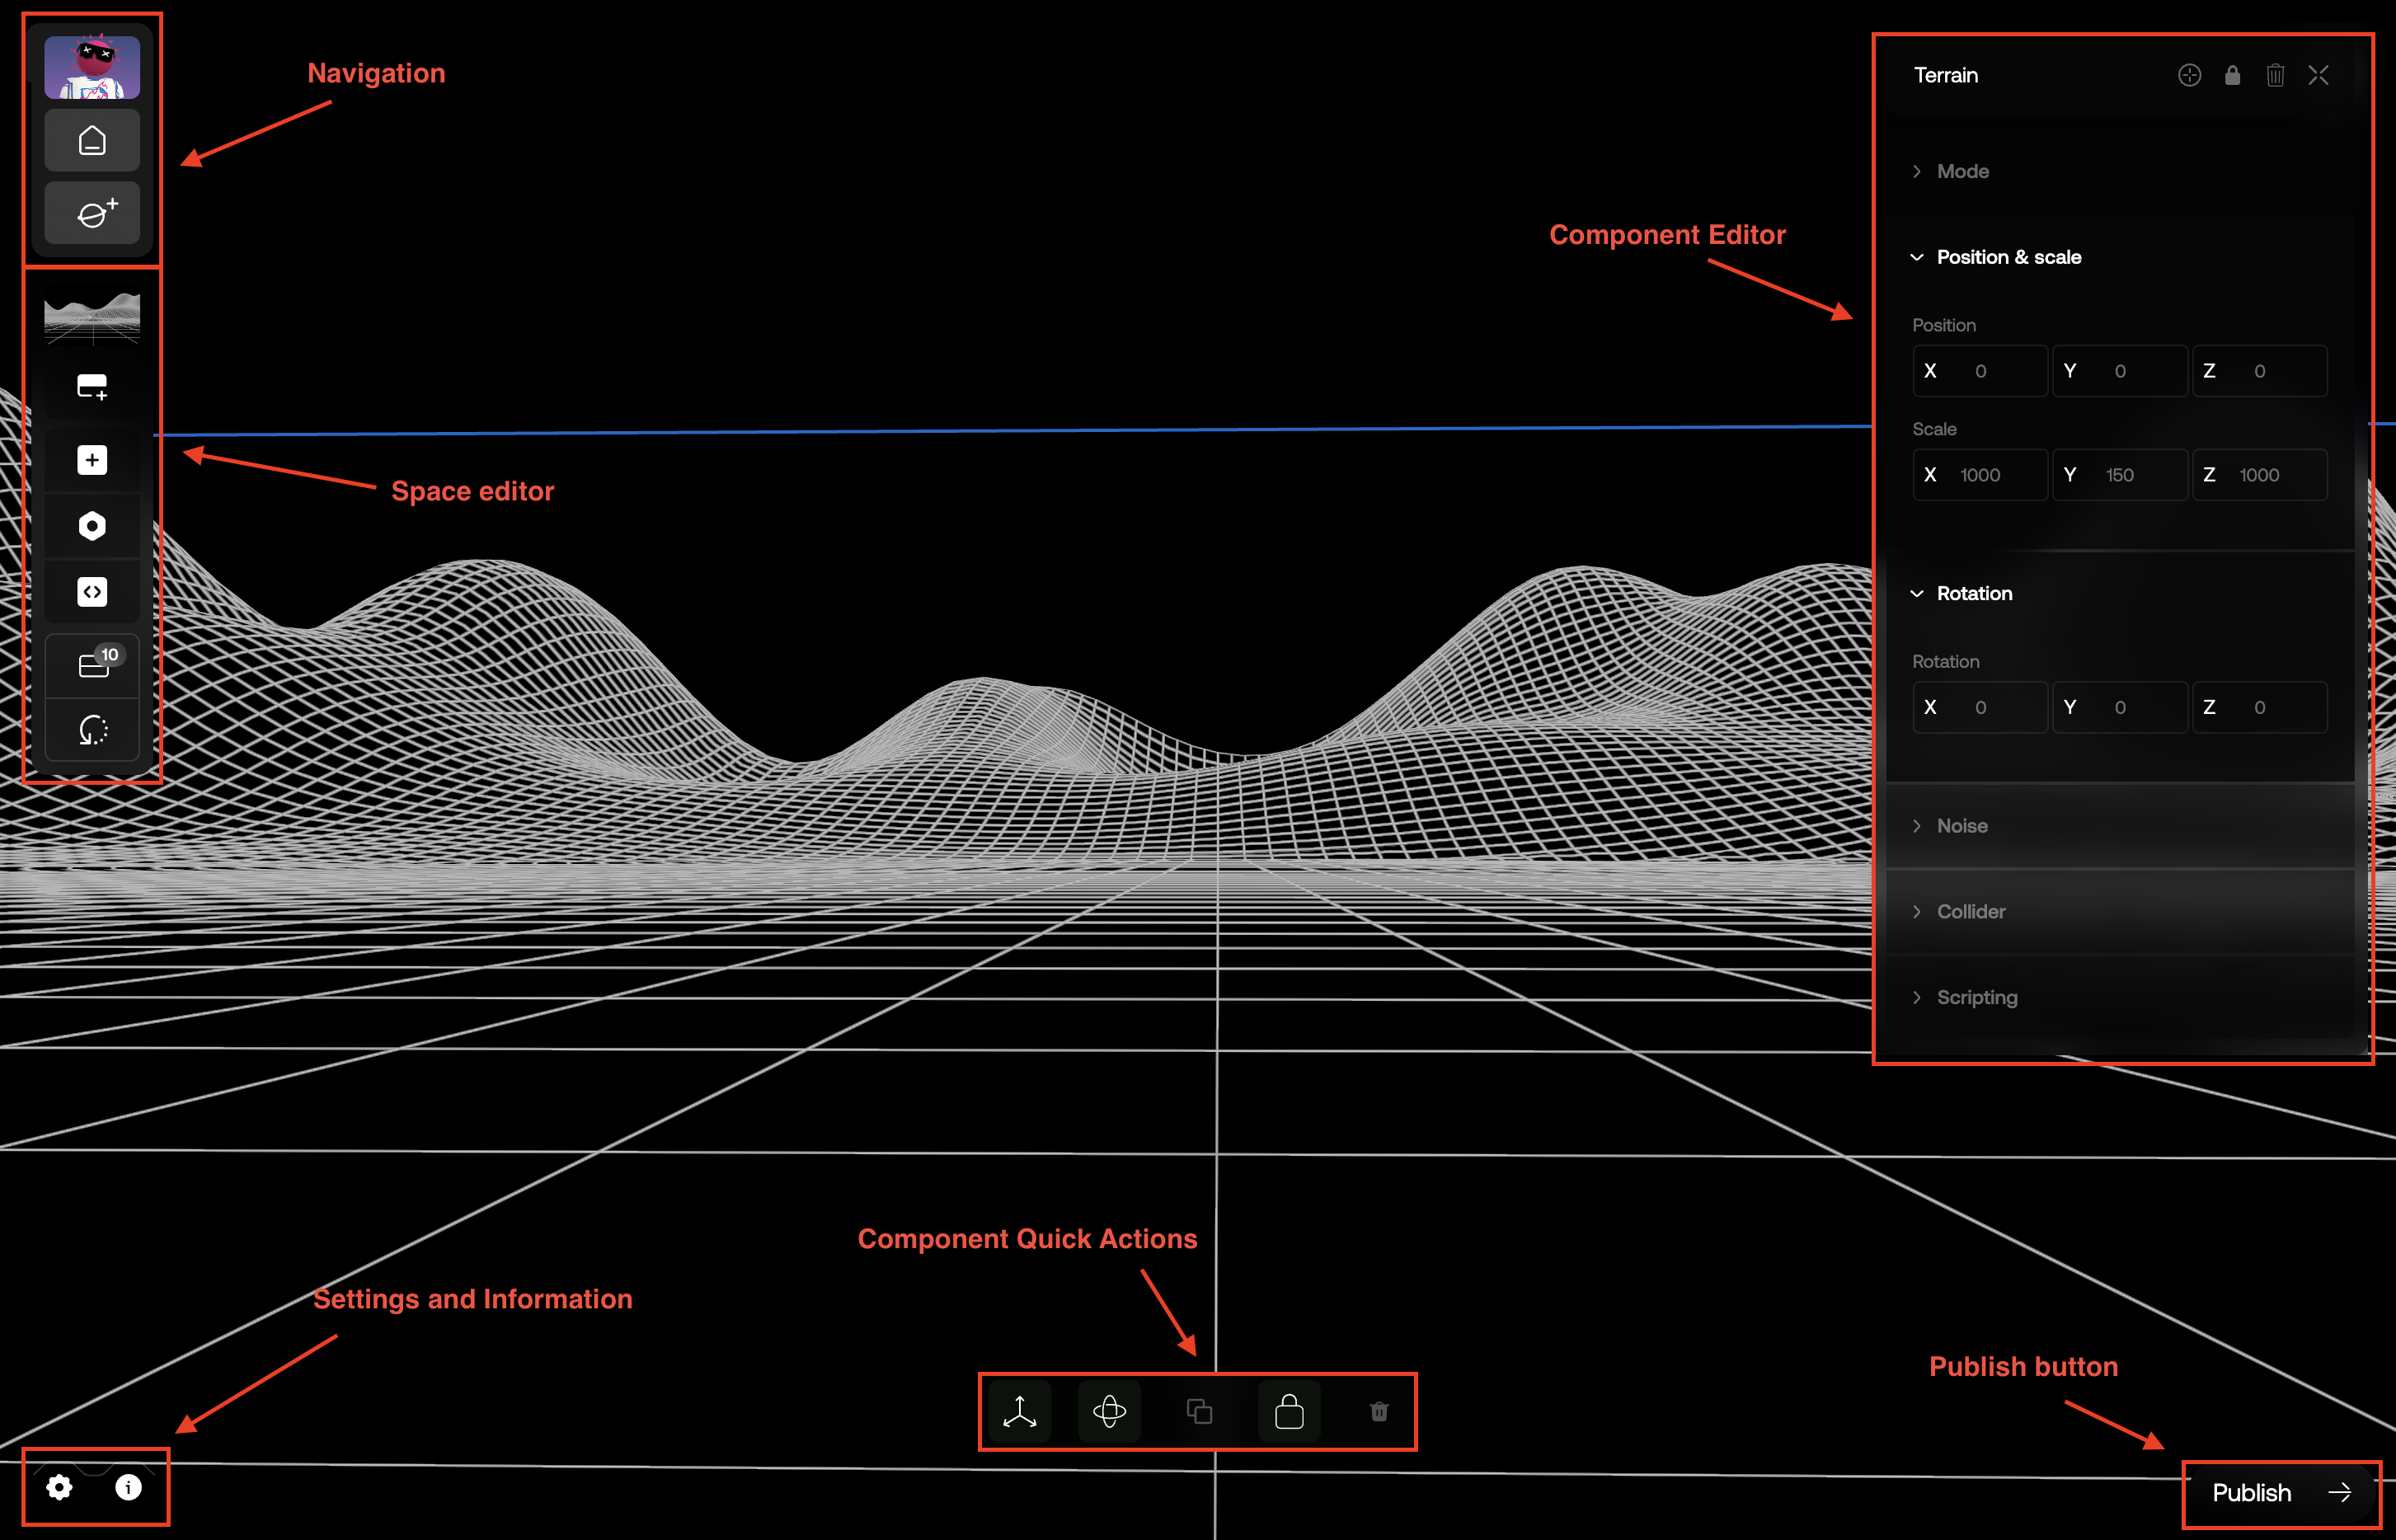 Navigation
Terrain
Mode
Component Editor
Position & scale
Position
X 0 Y 0 Z 0
Scale
X 1000 Y 150 Z 1000
Space editor
Rotation
Rotation
X 0 Y 0 Z 0
10
Noise
Collider
Scripting
Component Quick Actions
Settings and Information
Publish button
Publish